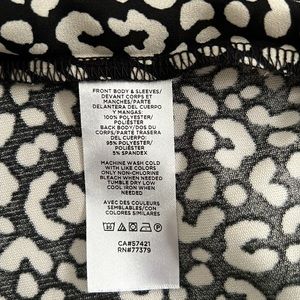 FRONT BODY & SLEEVES/
DEVANT CORPS ET
MANCHES/PARTE
DELANTERA DEL CUERPO
Y MANGAS
100% POLYESTER/
POLIÉSTER
BACK BODY/DOS DU
CORPS/PARTE TRASERA
DEL CUERPO:
95% POLYESTER/
POLIÉSTER
5% SPANDEX
MACHINE WASH COLD
WITH LIKE COLORS
ONLY NON-CHLORINE
BLEACH WHEN NEEDED
TUMBLE DRY LOW
COOL IRON WHEN
NEEDED
AVEC DES COULEURS
SEMBLABLES/CON
COLORES SIMILARES
CA#57421
RN#77379